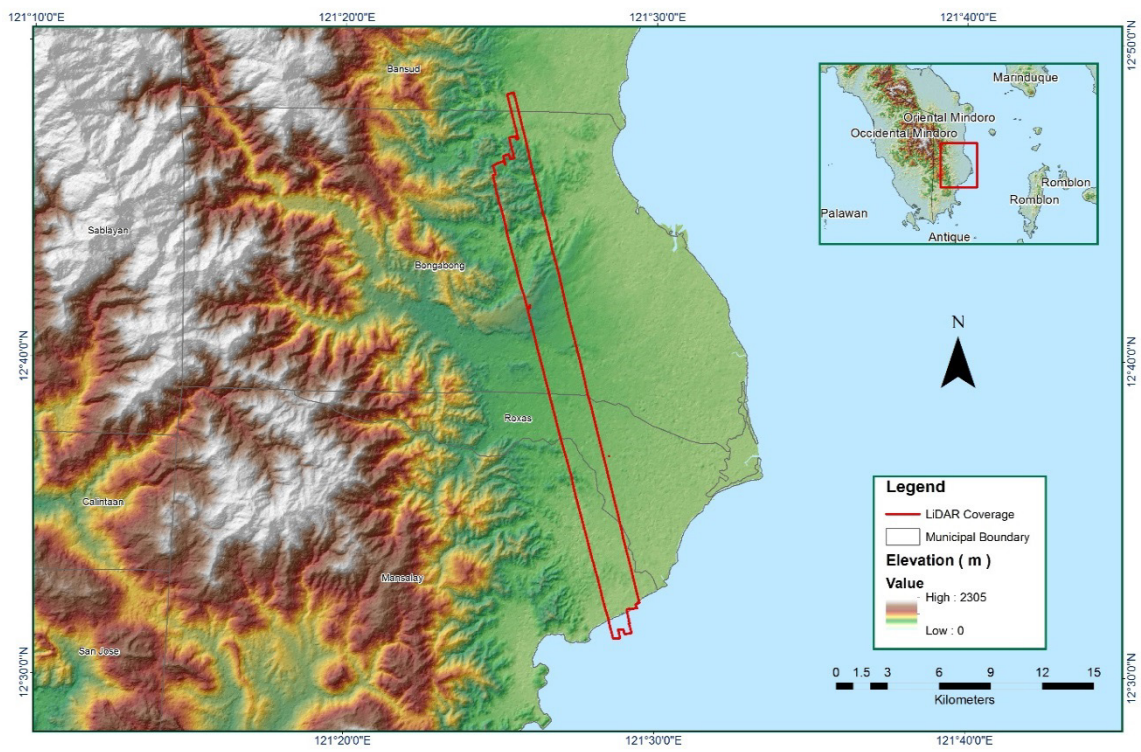 121°10'0"E
121°20'0"E
121°30'0"E
121°40'0"E
12°50'0"N
12°50'0"N
Bansud
Marinduque
Oriental Mindoro
Occidental Mindoro
Romblon
Romblon
Palawan
Antique
Sablayan
Bongabong
N
12°40'0"N
12°40'0"N
Roxas
Calintaan
Mansalay
San Jose
Legend
LiDAR Coverage
Municipal Boundary
Elevation ( m )
Value
High : 2305
Low : 0
12°30'0"N
12°30'0"N
0 1.5 3 6 9 12 15
Kilometers
121°20'0"E
121°30'0"E
121°40'0"E